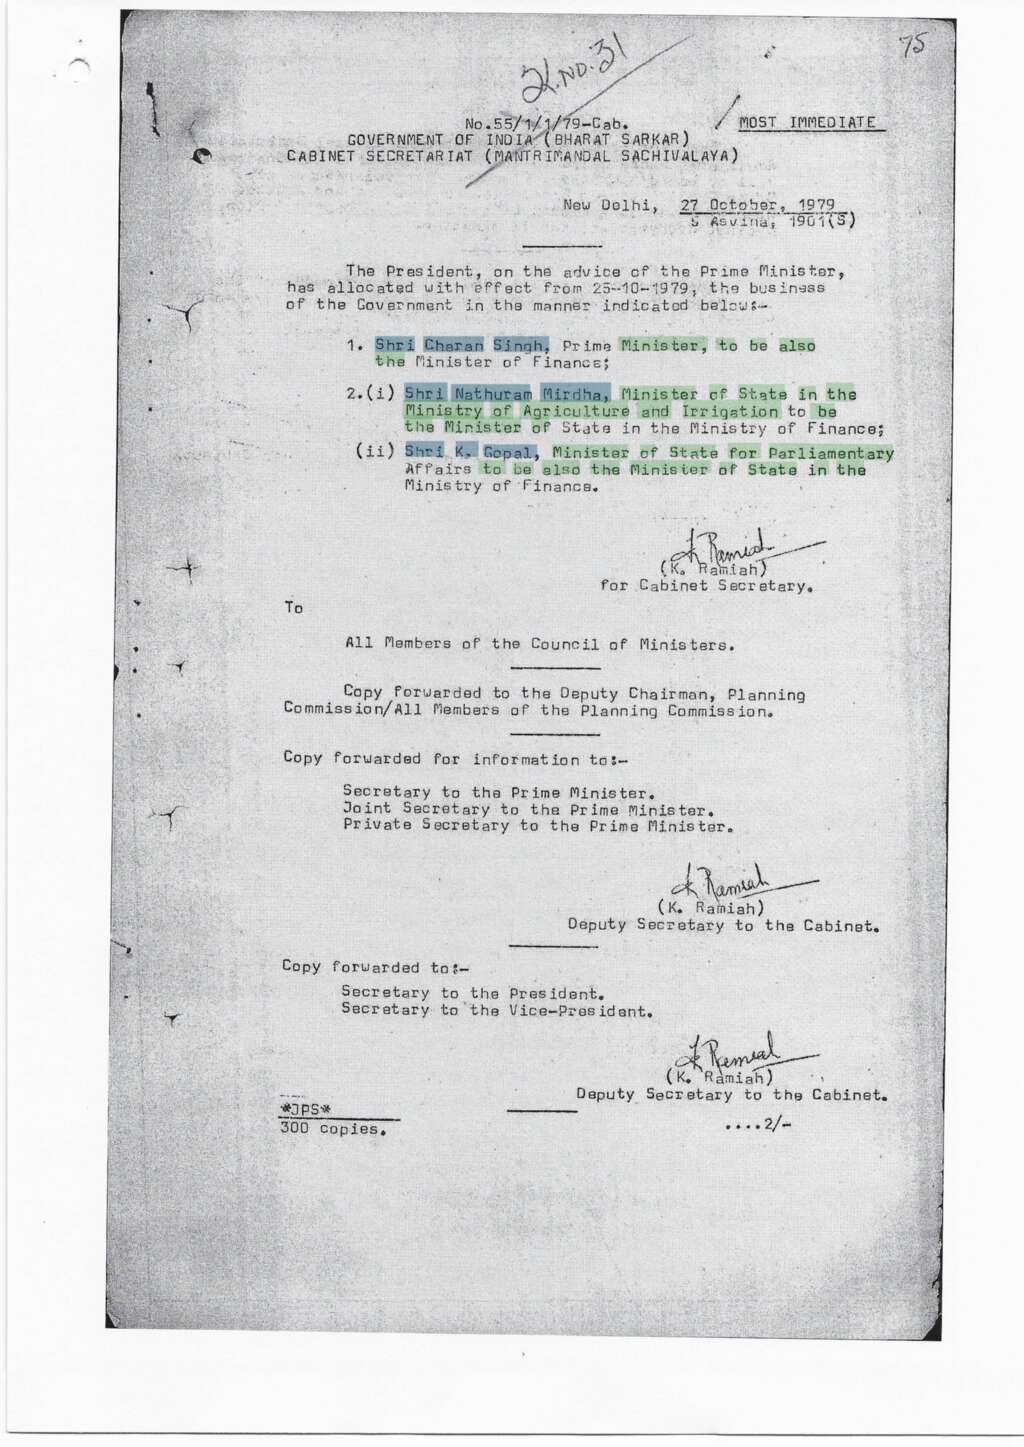 75
No.31
No.55/1/1/79-Cab.
MOST IMMEDIATE
GOVERNMENT OF INDIA (BHARAT SARKAR)
CABINET SECRETARIAT (MANTRIMANDAL SACHIVALAYA)
New Delhi, 27 October, 1979
5 Asvina, 1901(S)
The President, on the advice of the Prime Minister,
has allocated with effect from 25-10-1979, the business
of the Government in the manner indicated below:-
1. Shri Charan Singh, Prime Minister, to be also
the Minister of Finance;
2.(i) Shri Nathuram Mirdha, Minister of State in the
Ministry of Agriculture and Irrigation to be
the Minister of State in the Ministry of Finance;
(ii) Shri K. Gopal, Minister of State for Parliamentary
Affairs to be also the Minister of State in the
Ministry of Finance.
K Ramiah
(K. Ramiah)
for Cabinet Secretary.
To
All Members of the Council of Ministers.
Copy forwarded to the Deputy Chairman, Planning
Commission/All Members of the Planning Commission.
Copy forwarded for information to:-
Secretary to the Prime Minister.
Joint Secretary to the Prime Minister.
Private Secretary to the Prime Minister.
K Ramiah
(K. Ramiah)
Deputy Secretary to the Cabinet.
Copy forwarded to:-
Secretary to the President.
Secretary to the Vice-President.
K Ramiah
(K. Ramiah)
Deputy Secretary to the Cabinet.
*JPS*
300 copies.
....2/-